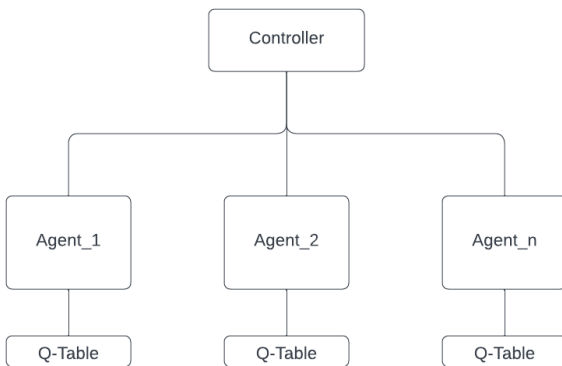 Controller
Agent_1
Agent_2
Agent_n
Q-Table
Q-Table
Q-Table